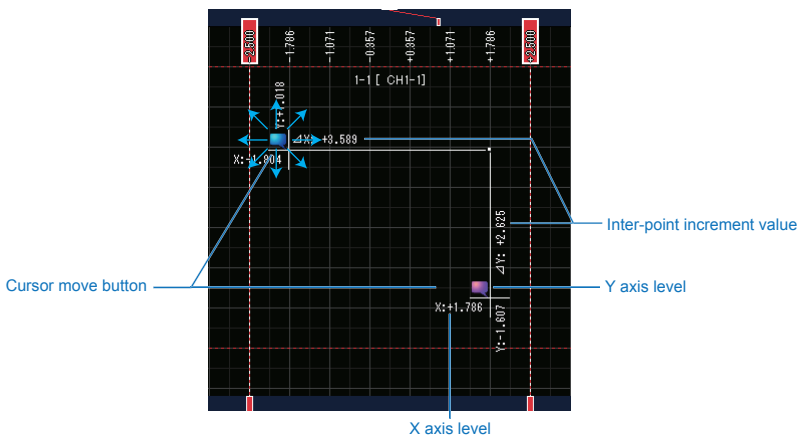 -2.500
-1.786
-1.071
-0.357
+0.357
+1.071
+1.786
+2.500
1-1[ CH1-1]
Y:+1.018
⊿X: +3.589
⊿Y: +2.625
Inter-point increment value
Cursor move button
Y axis level
X:+1.786
Y:-1.607
X axis level